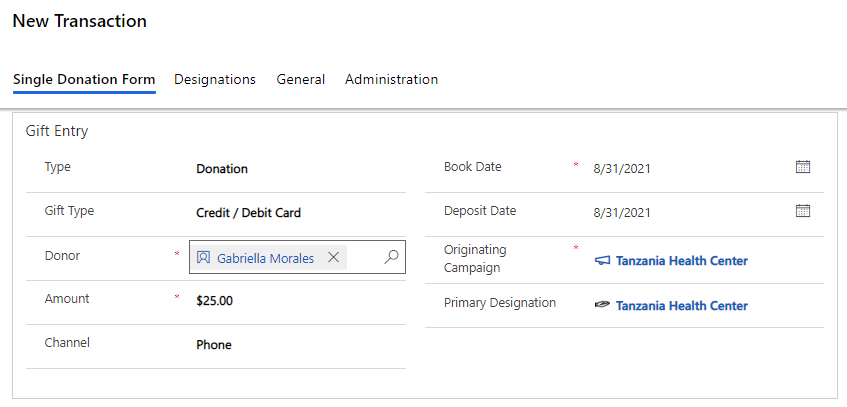 New Transaction
Single Donation Form Designations General Administration
Gift Entry
Type Donation
Gift Type Credit / Debit Card
Donor * Gabriella Morales
Amount * $25.00
Channel Phone
Book Date * 8/31/2021
Deposit Date 8/31/2021
Originating
Campaign * Tanzania Health Center
Primary Designation Tanzania Health Center